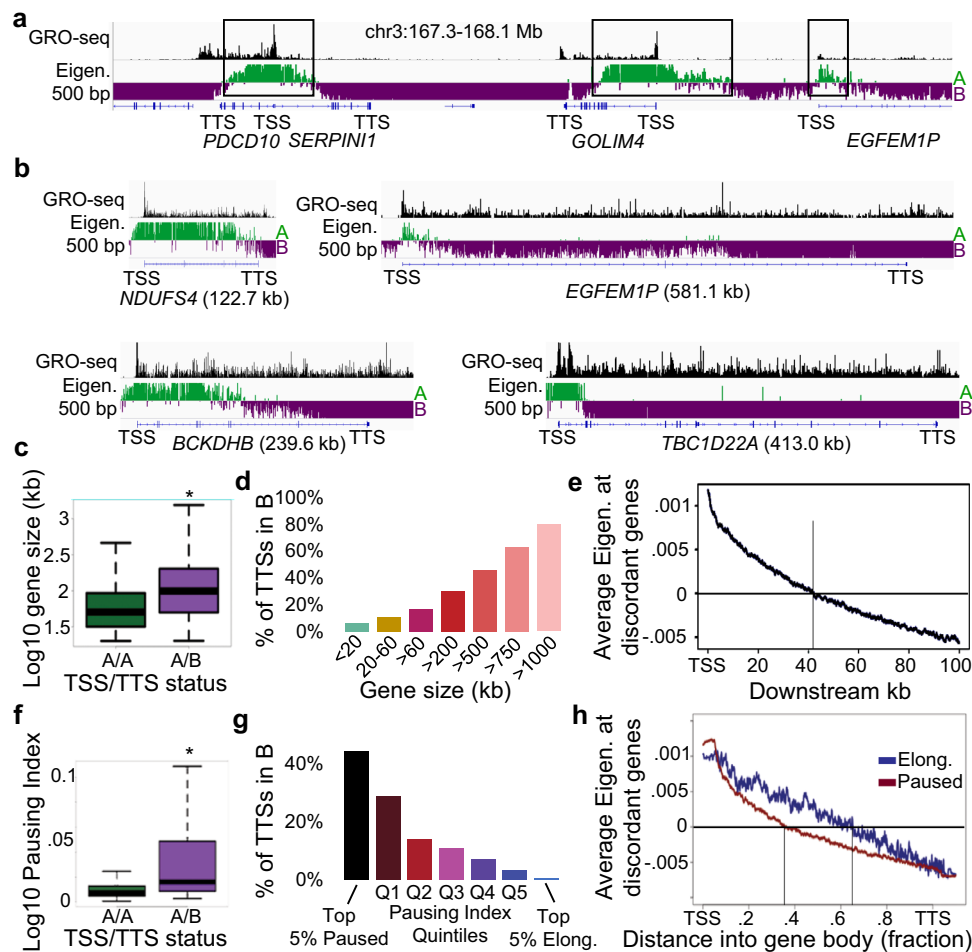 a
GRO-seq
chr3:167.3-168.1 Mb
Eigen.
500 bp
A
B
TTS TSS TTS TTS TSS TSS
PDCD10 SERPINI1 GOLIM4 EGFEM1P
b
GRO-seq
Eigen.
500 bp
A
B
TSS TTS
NDUFS4 (122.7 kb)
GRO-seq
Eigen.
500 bp
A
B
TSS TTS
EGFEM1P (581.1 kb)
GRO-seq
Eigen.
500 bp
A
B
TSS TTS
BCKDHB (239.6 kb)
GRO-seq
Eigen.
500 bp
A
B
TSS TTS
TBC1D22A (413.0 kb)
c
Log10 gene size (kb)
3
2.5
2
1.5
*
A/A A/B
TSS/TTS status
d
% of TTSs in B
100%
80%
60%
40%
20%
0%
<20 20-60 >60 >200 >500 >750 >1000
Gene size (kb)
e
Average Eigen. at
discordant genes
.001
.005
0
-.005
TSS 20 40 60 80 100
Downstream kb
f
Log10 Pausing Index
0.1
0.05
0
*
A/A A/B
TSS/TTS status
g
% of TTSs in B
40%
20%
0%
Top
5% Paused
Q1 Q2 Q3 Q4 Q5
Pausing Index
Quintiles
Top
5% Elong.
h
Average Eigen. at
discordant genes
.001
.005
0
-.005
Elong.
Paused
TSS .2 .4 .6 .8 TTS
Distance into gene body (fraction)